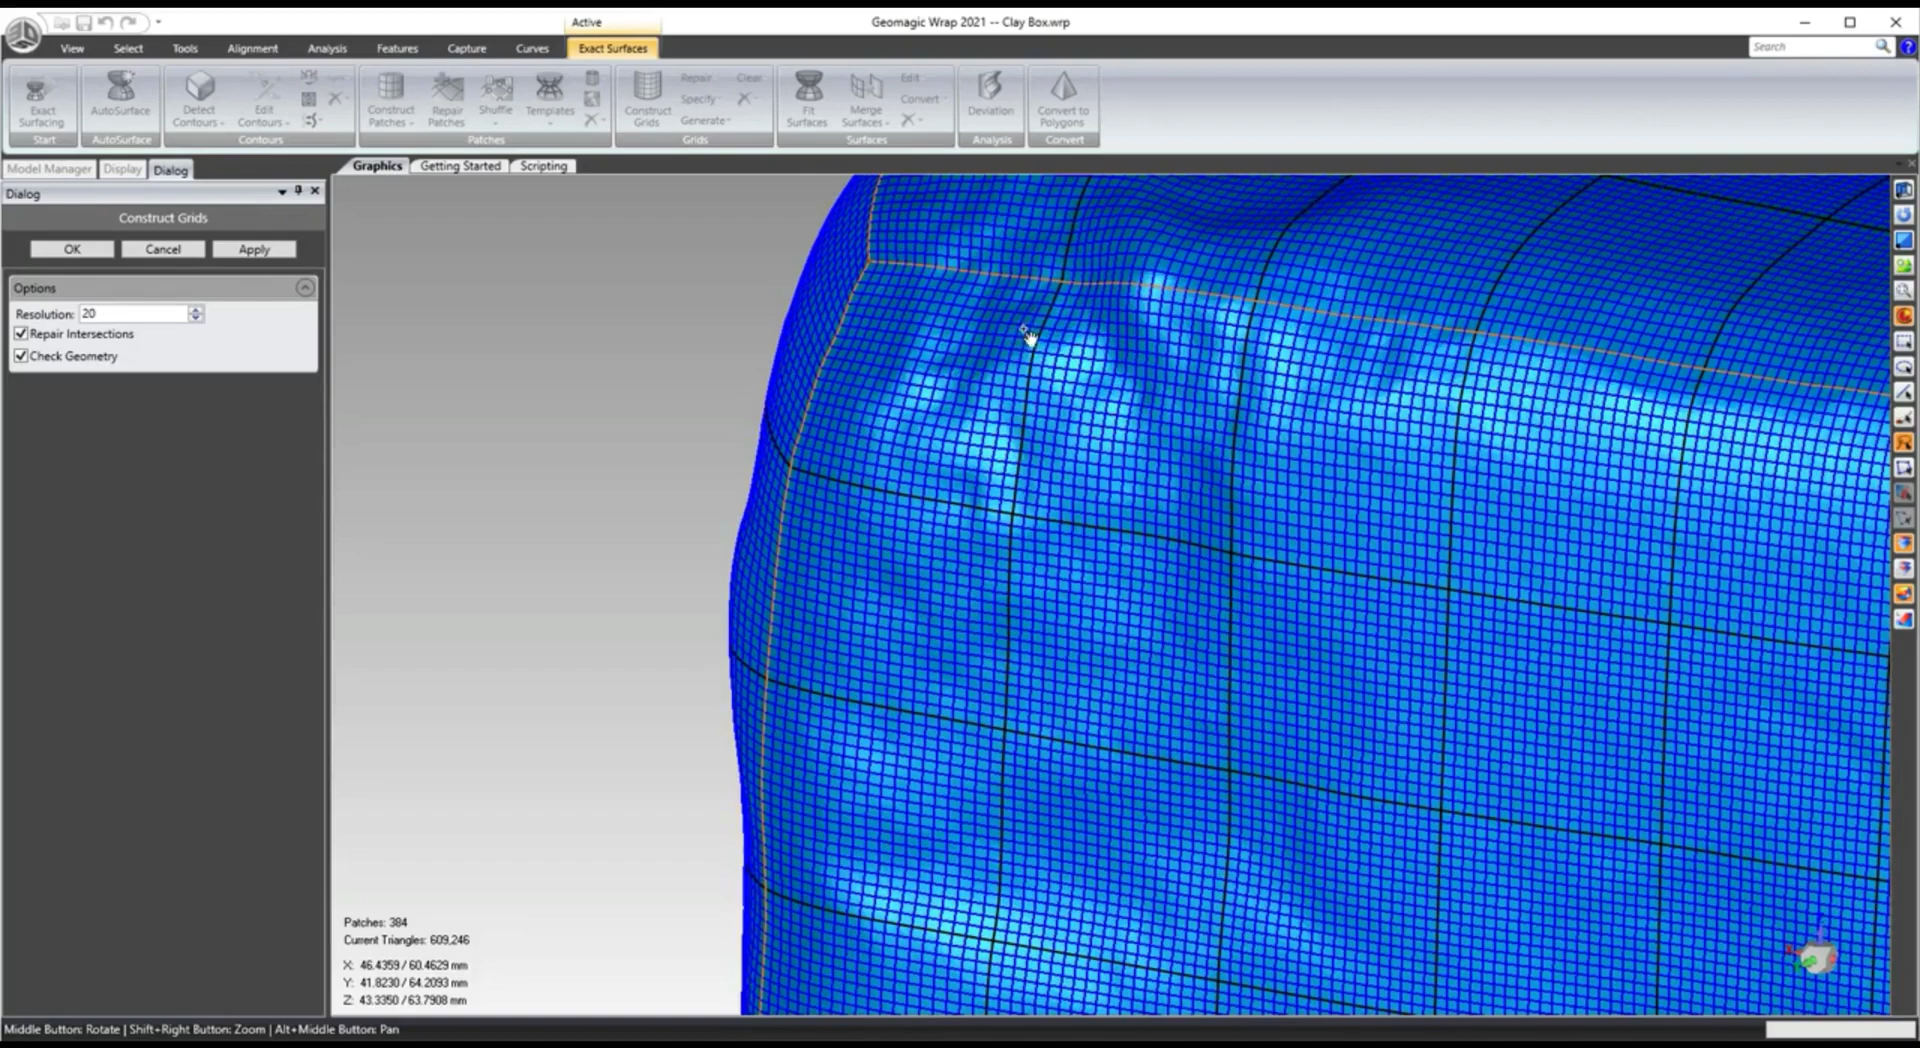 Active
Geomagic Wrap 2021 -- Clay Box.wrp
View Select Tools Alignment Analysis Features Capture Curves Exact Surfaces
Search
Exact Surfacing
Start
AutoSurface
AutoSurface
Detect Contours
Edit Contours
Contours
Construct Patches
Repair Patches
Shuffle
Templates
Patches
Construct Grids
Repair
Specify
Generate
Clear
Grids
Fit Surfaces
Merge Surfaces
Edit
Convert
Surfaces
Deviation
Analysis
Convert to Polygons
Convert
Model Manager Display Dialog
Graphics Getting Started Scripting
Dialog
Construct Grids
OK Cancel Apply
Options
Resolution: 20
Repair Intersections
Check Geometry
Patches: 384
Current Triangles: 609,246
X: 46.4359 / 60.4629 mm
Y: 41.8230 / 64.2093 mm
Z: 43.3350 / 63.7908 mm
Middle Button: Rotate | Shift+Right Button: Zoom | Alt+Middle Button: Pan